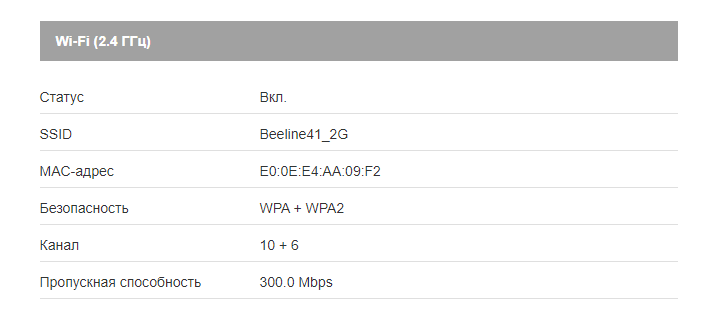 Wi-Fi (2.4 ГГц)
Статус Вкл.
SSID Beeline41_2G
MAC-адрес E0:0E:E4:AA:09:F2
Безопасность WPA + WPA2
Канал 10 + 6
Пропускная способность 300.0 Mbps